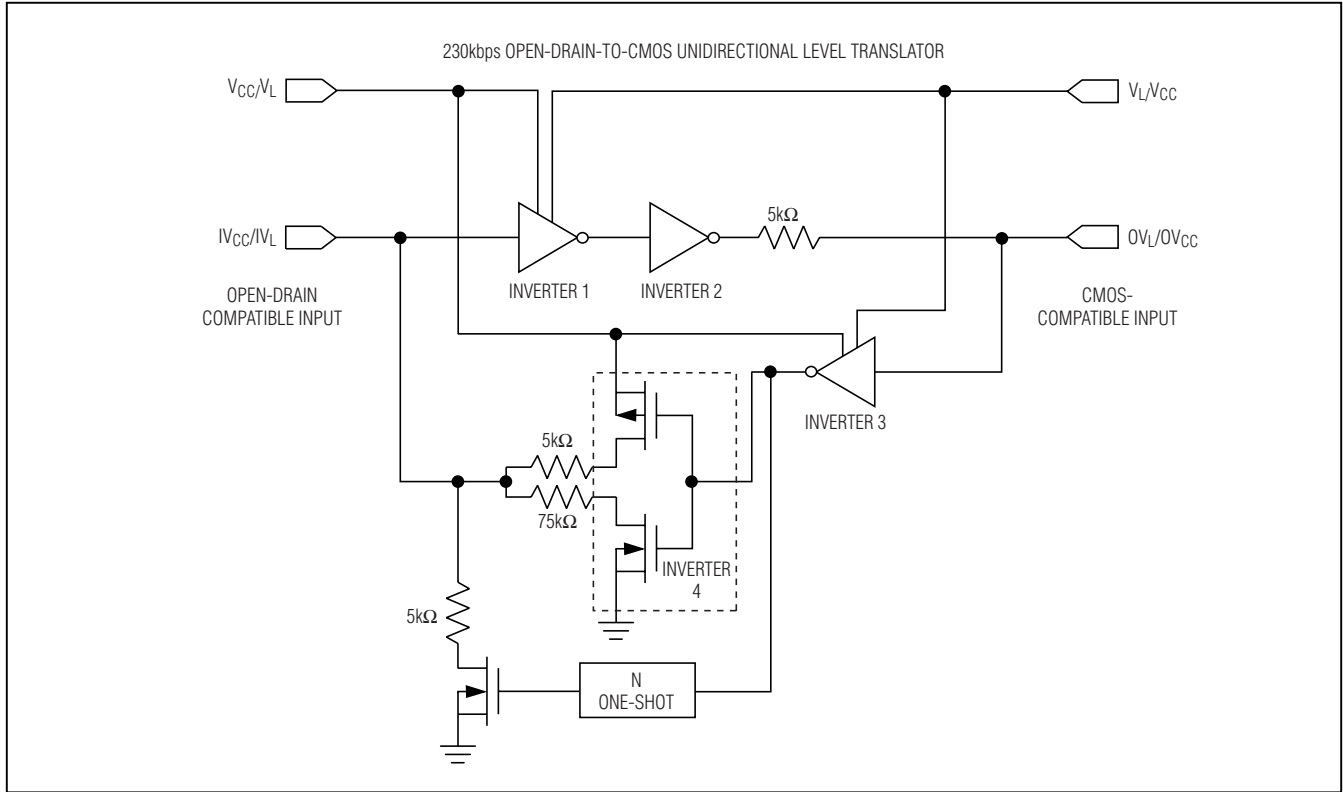 230kbps OPEN-DRAIN-TO-CMOS UNIDIRECTIONAL LEVEL TRANSLATOR
VCC/VL
VL/VCC
IVCC/IVL
5kΩ
OVL/OVCC
INVERTER 1
INVERTER 2
OPEN-DRAIN
COMPATIBLE INPUT
CMOS-
COMPATIBLE INPUT
INVERTER 3
5kΩ
75kΩ
INVERTER
4
5kΩ
N
ONE-SHOT